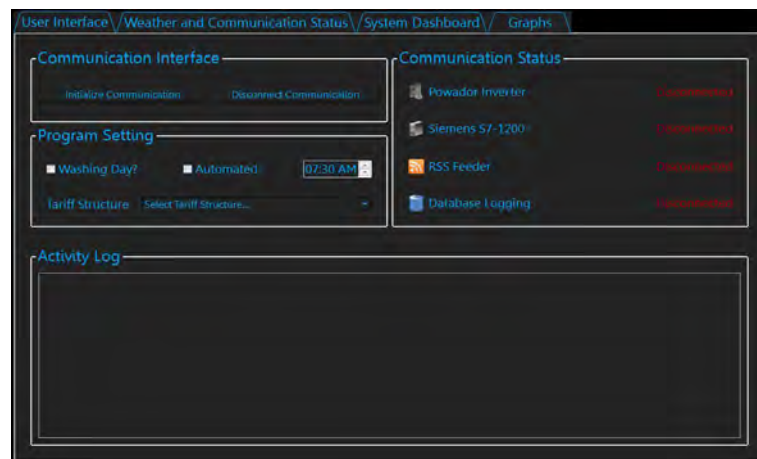 User Interface Weather and Communication Status System Dashboard Graphs
Communication Interface
Initialize Communication Disconnect Communication
Program Setting
Washing Day? Automated 07:30 AM
Tariff Structure Select Tariff Structure...
Communication Status
Powador Inverter
Siemens S7-1200
RSS Feeder
Database Logging
Activity Log